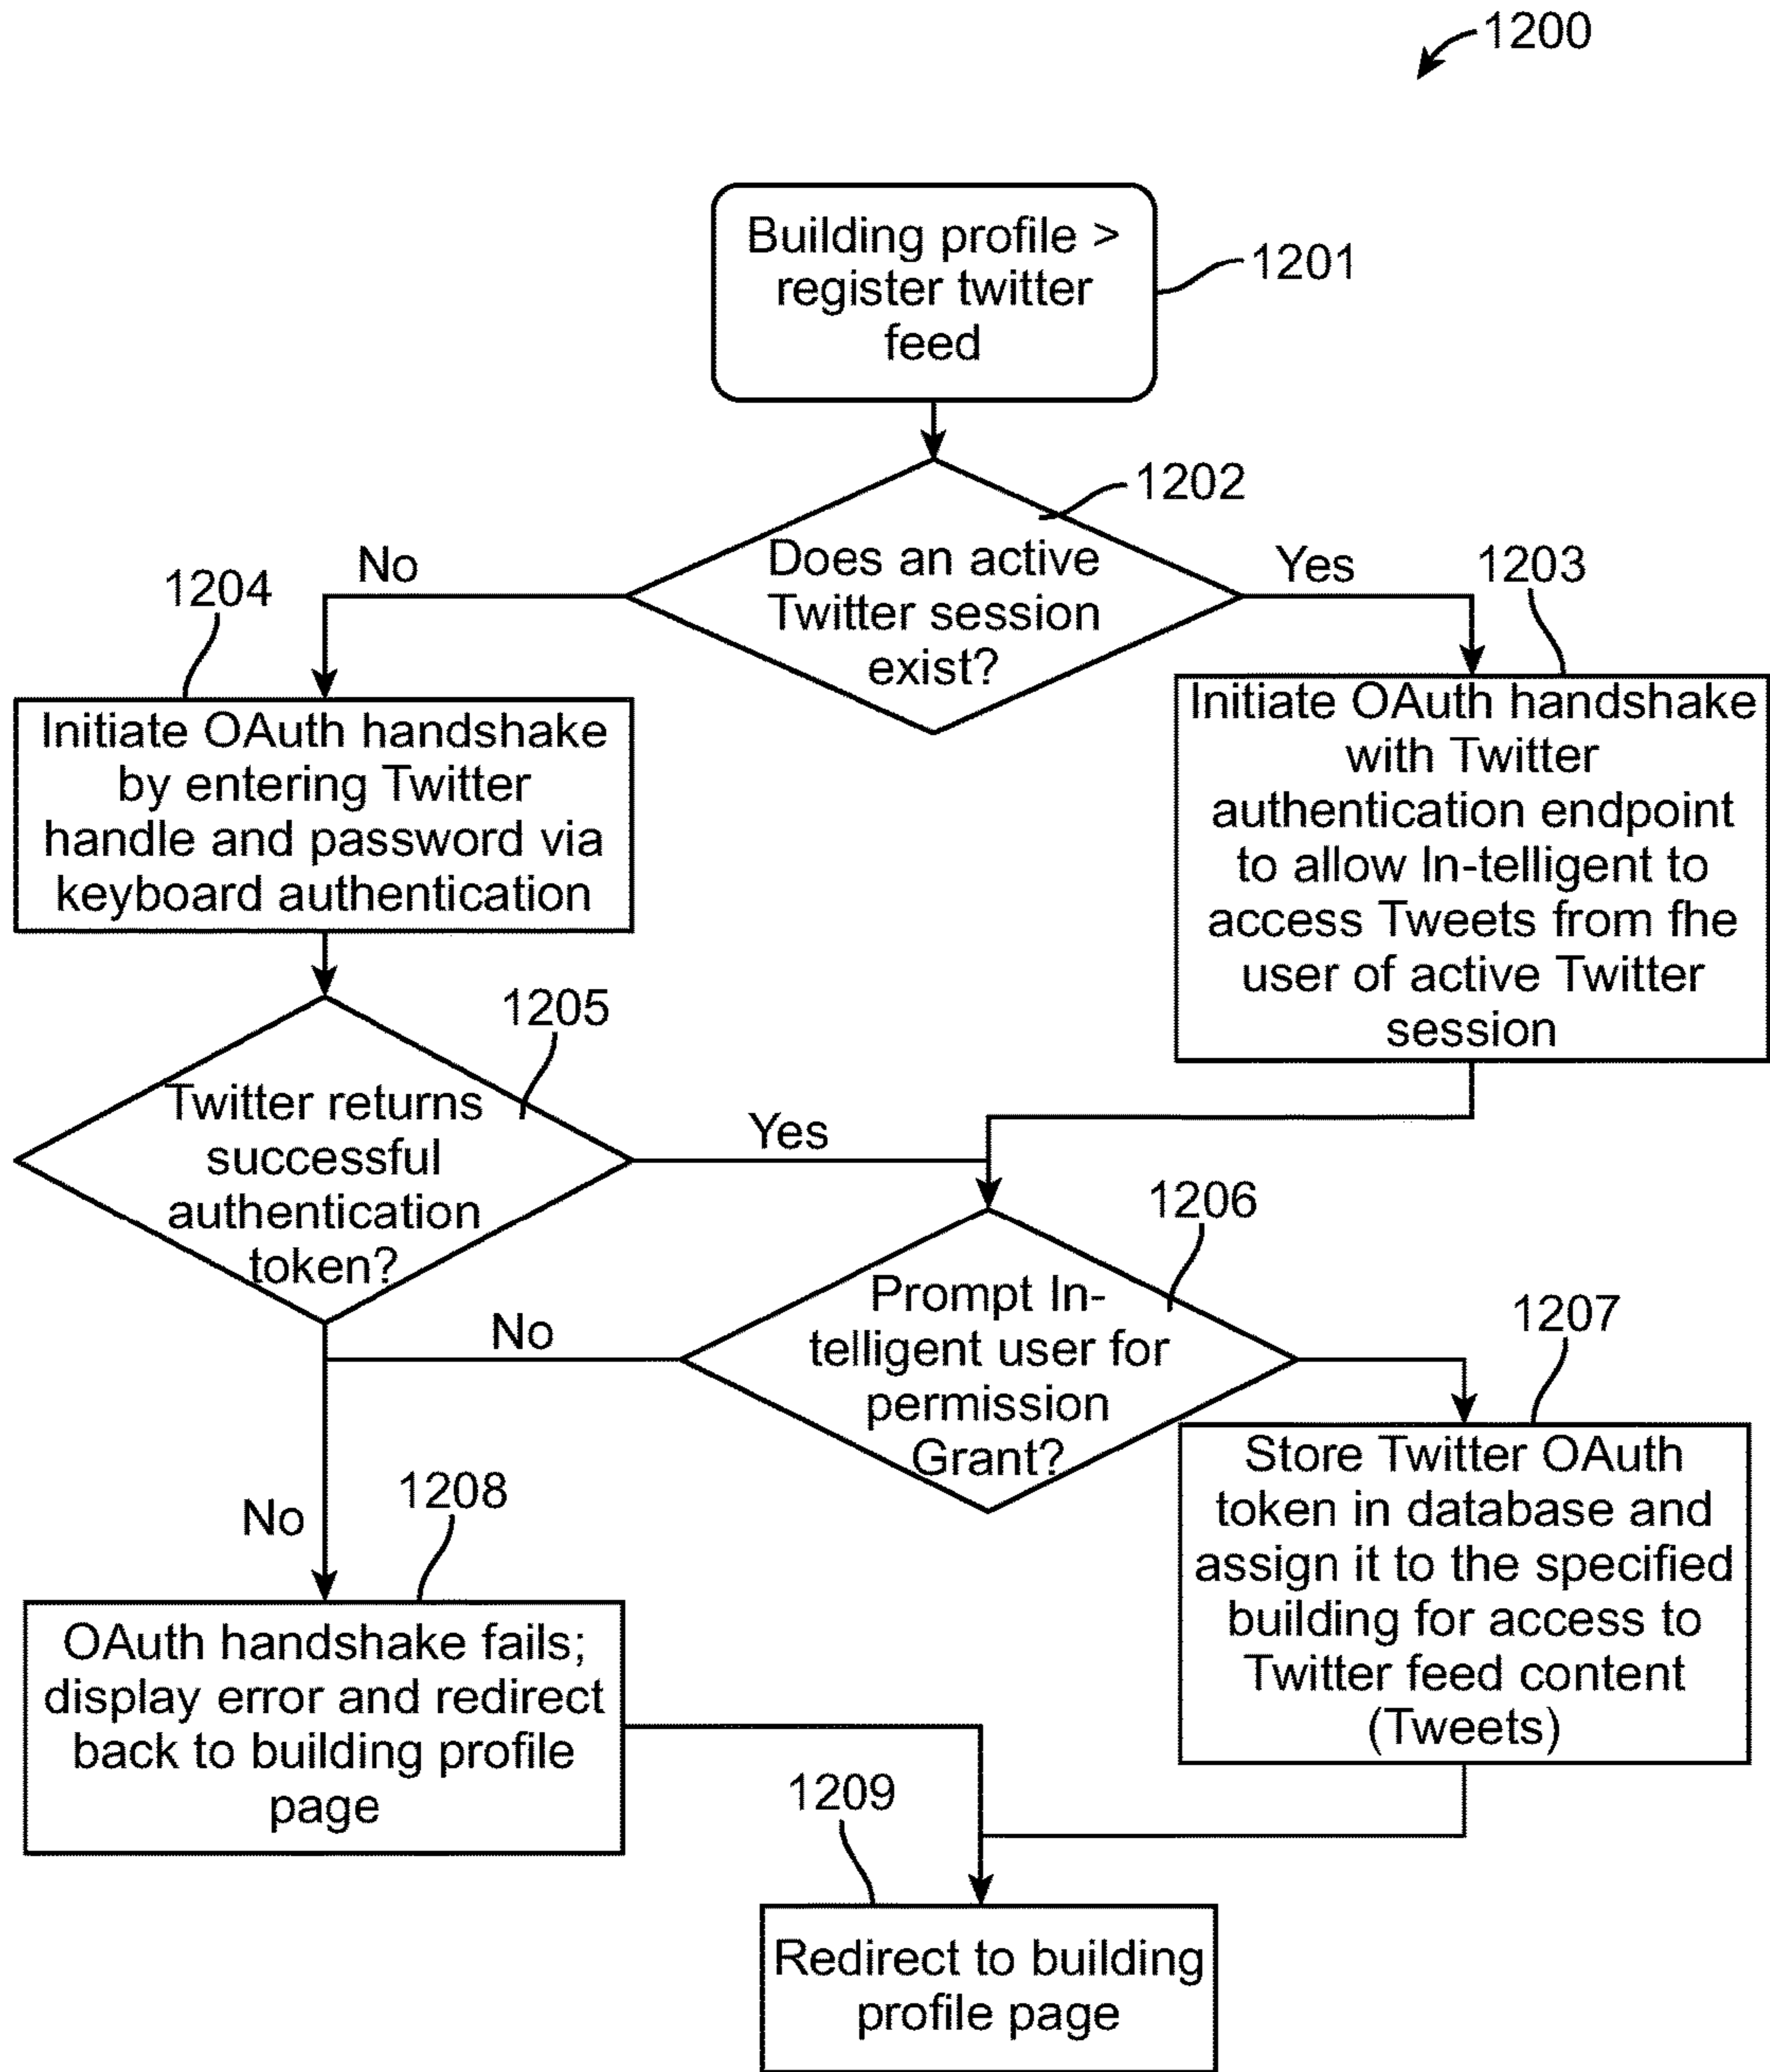 1200
Building profile >
register twitter
feed
1201
1202
Does an active
Twitter session
exist?
No
Yes
1204
1203
Initiate OAuth handshake
by entering Twitter
handle and password via
keyboard authentication
Initiate OAuth handshake
with Twitter
authentication endpoint
to allow In-telligent to
access Tweets from fhe
user of active Twitter
session
1205
Twitter returns
successful
authentication
token?
Yes
1206
Prompt In-
telligent user for
permission
Grant?
No
1207
Store Twitter OAuth
token in database and
assign it to the specified
building for access to
Twitter feed content
(Tweets)
No
1208
OAuth handshake fails;
display error and redirect
back to building profile
page
1209
Redirect to building
profile page